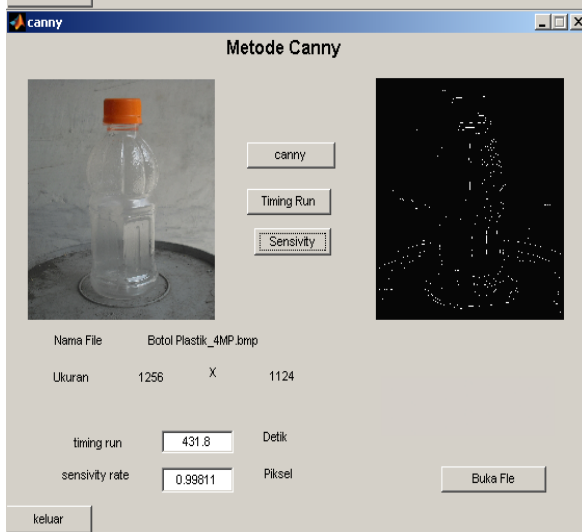 canny
Metode Canny
canny
Timing Run
Sensivity
Nama File Botol Plastik_4MP.bmp
Ukuran 1256 X 1124
timing run 431.8 Detik
sensivity rate 0.99811 Piksel
Buka Fle
keluar